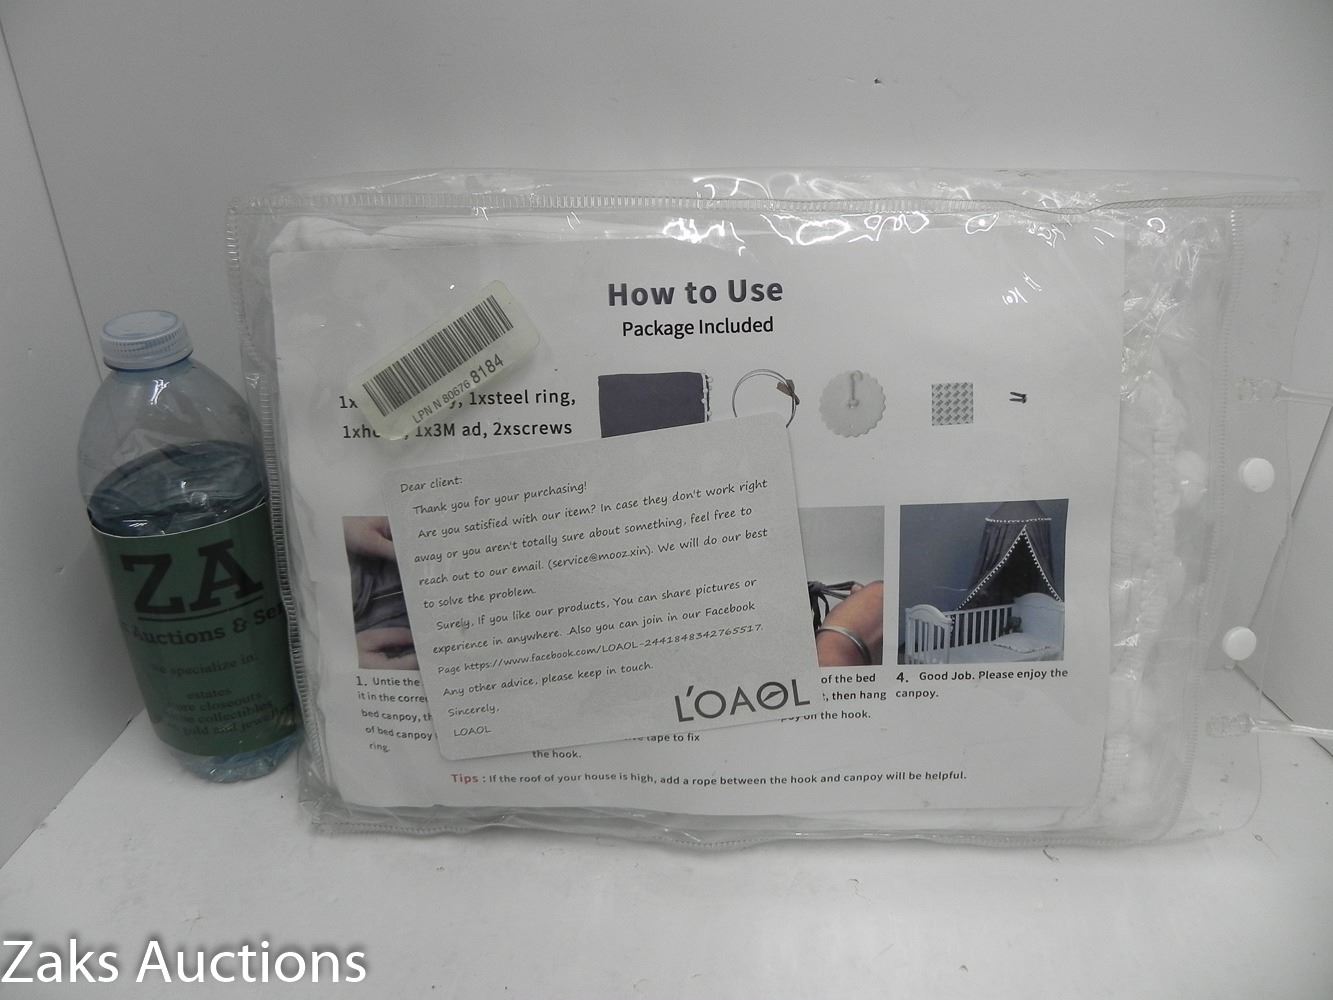 How to Use
Package Included
LPN N 80676 8184
1xsteel ring,
1x3M ad, 2xscrews
Dear client:
Thank you for your purchasing!
Are you satisfied with our item? In case they don't work right
away or you aren't totally sure about something, feel free to
reach out to our email. (service@mooz.xin). We will do our best
to solve the problem.
Surely, If you like our products, You can share pictures or
experience in anywhere. Also you can join in our Facebook
Page https://www.facebook.com/LOAOL-2441848342765517.
Any other advice, please keep in touch.
Sincerely,
LOAOL
L'OAOL
1. Untie the
it in the
bed canpoy,
of bed canpoy
ring.
tape to fix
the hook.
of the bed
, then hang
on the hook.
4. Good Job. Please enjoy the
canpoy.
Tips : If the roof of your house is high, add a rope between the hook and canpoy will be helpful.
ZA
Auctions &
we specialize in.
estates
closeouts
collectibles
gold and
Zaks Auctions